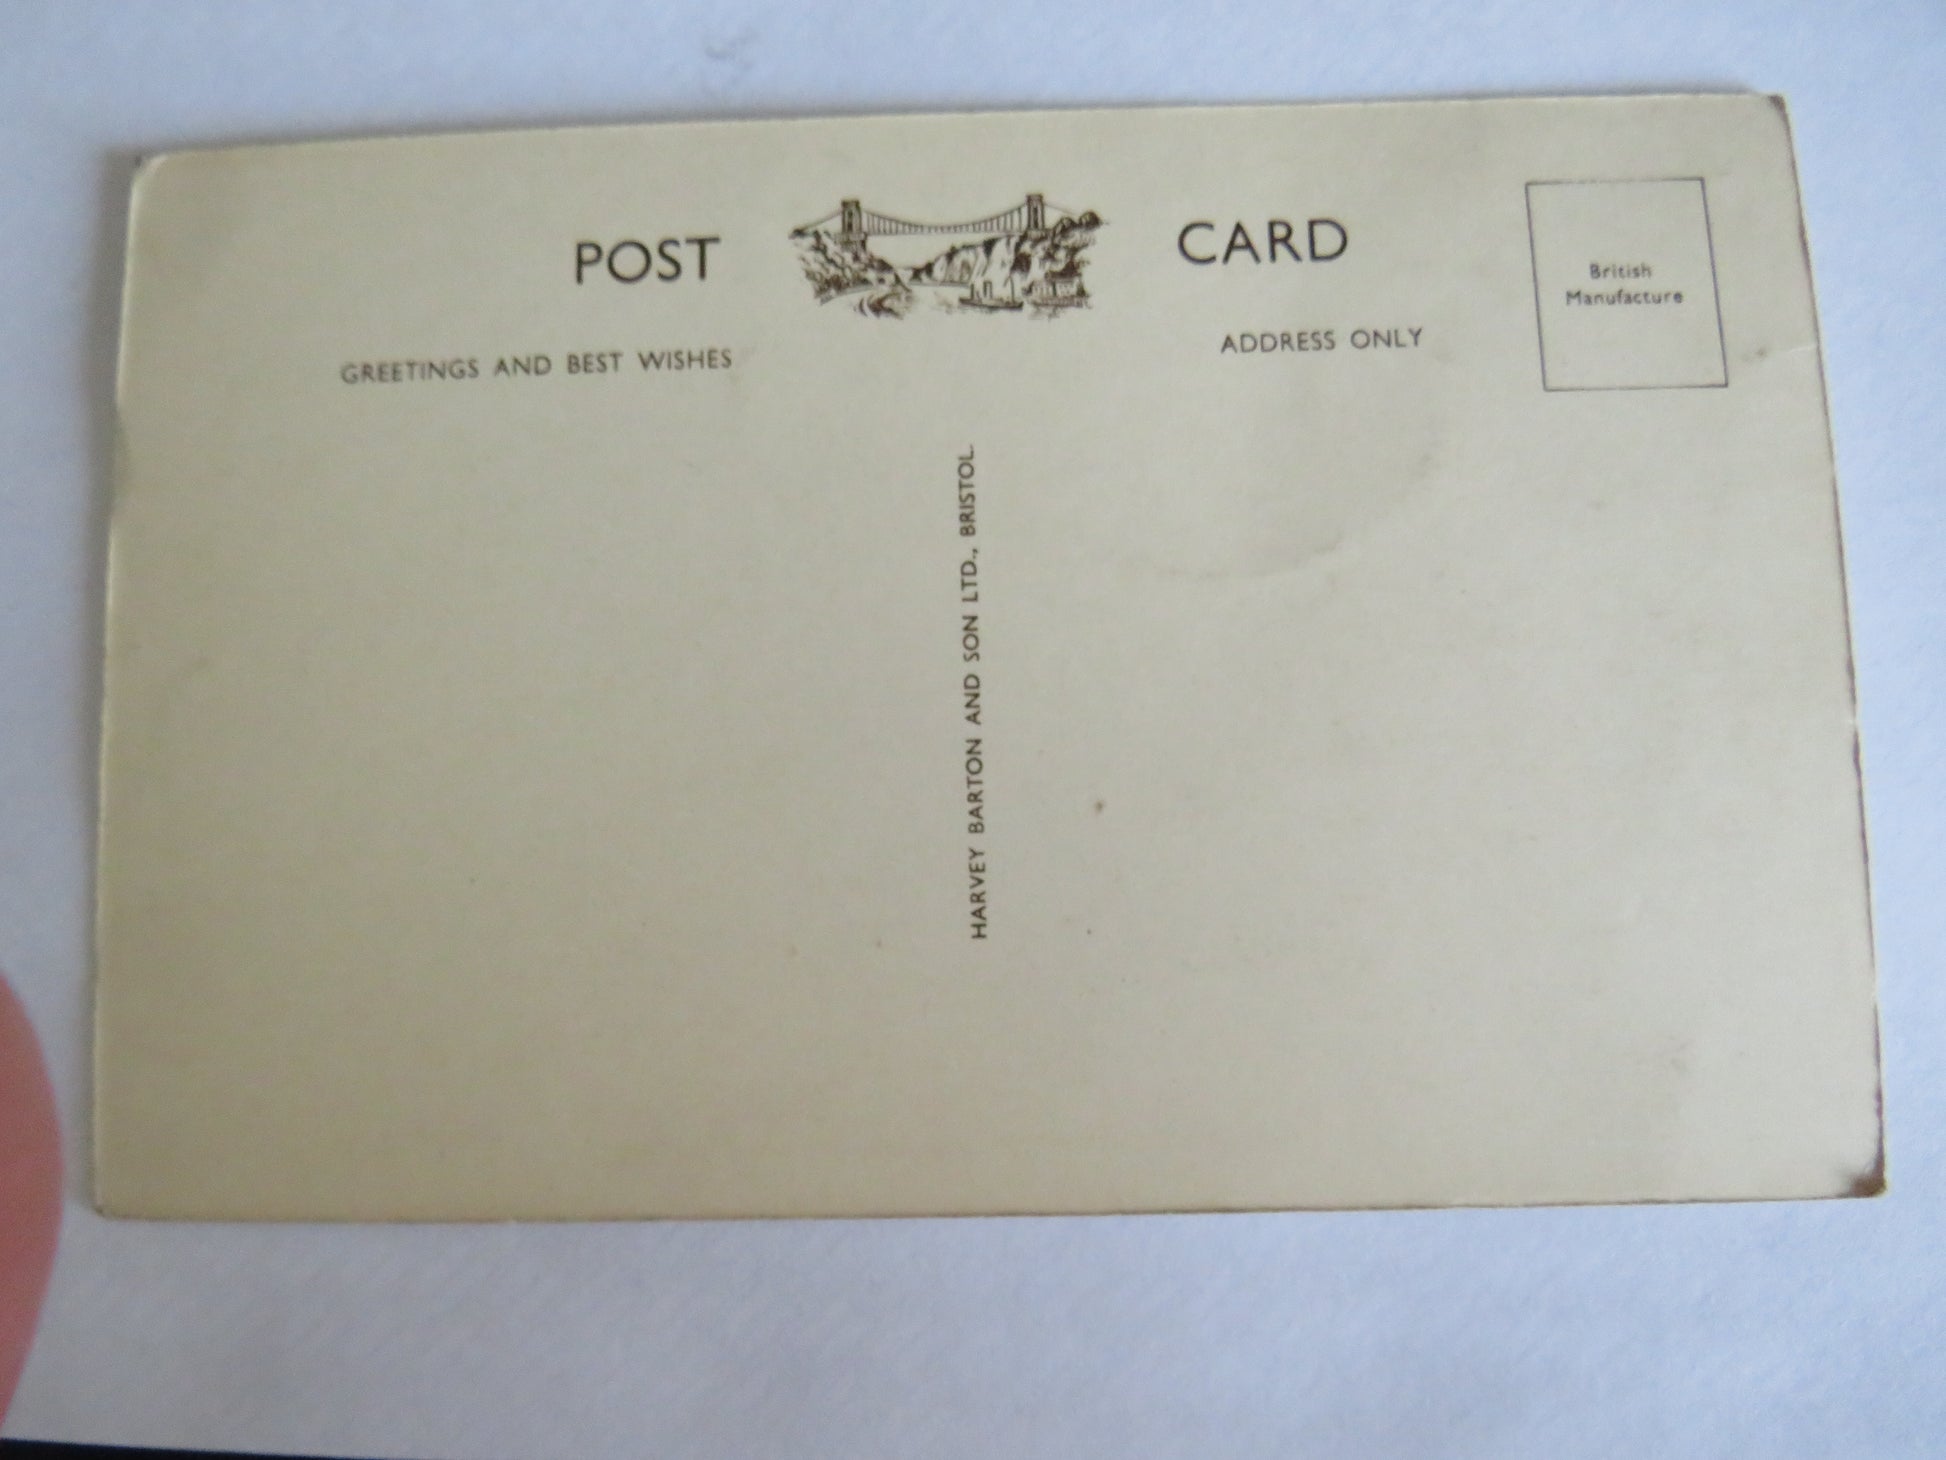 POST CARD
British
Manufacture
GREETINGS AND BEST WISHES
ADDRESS ONLY
HARVEY BARTON AND SON LTD., BRISTOL.